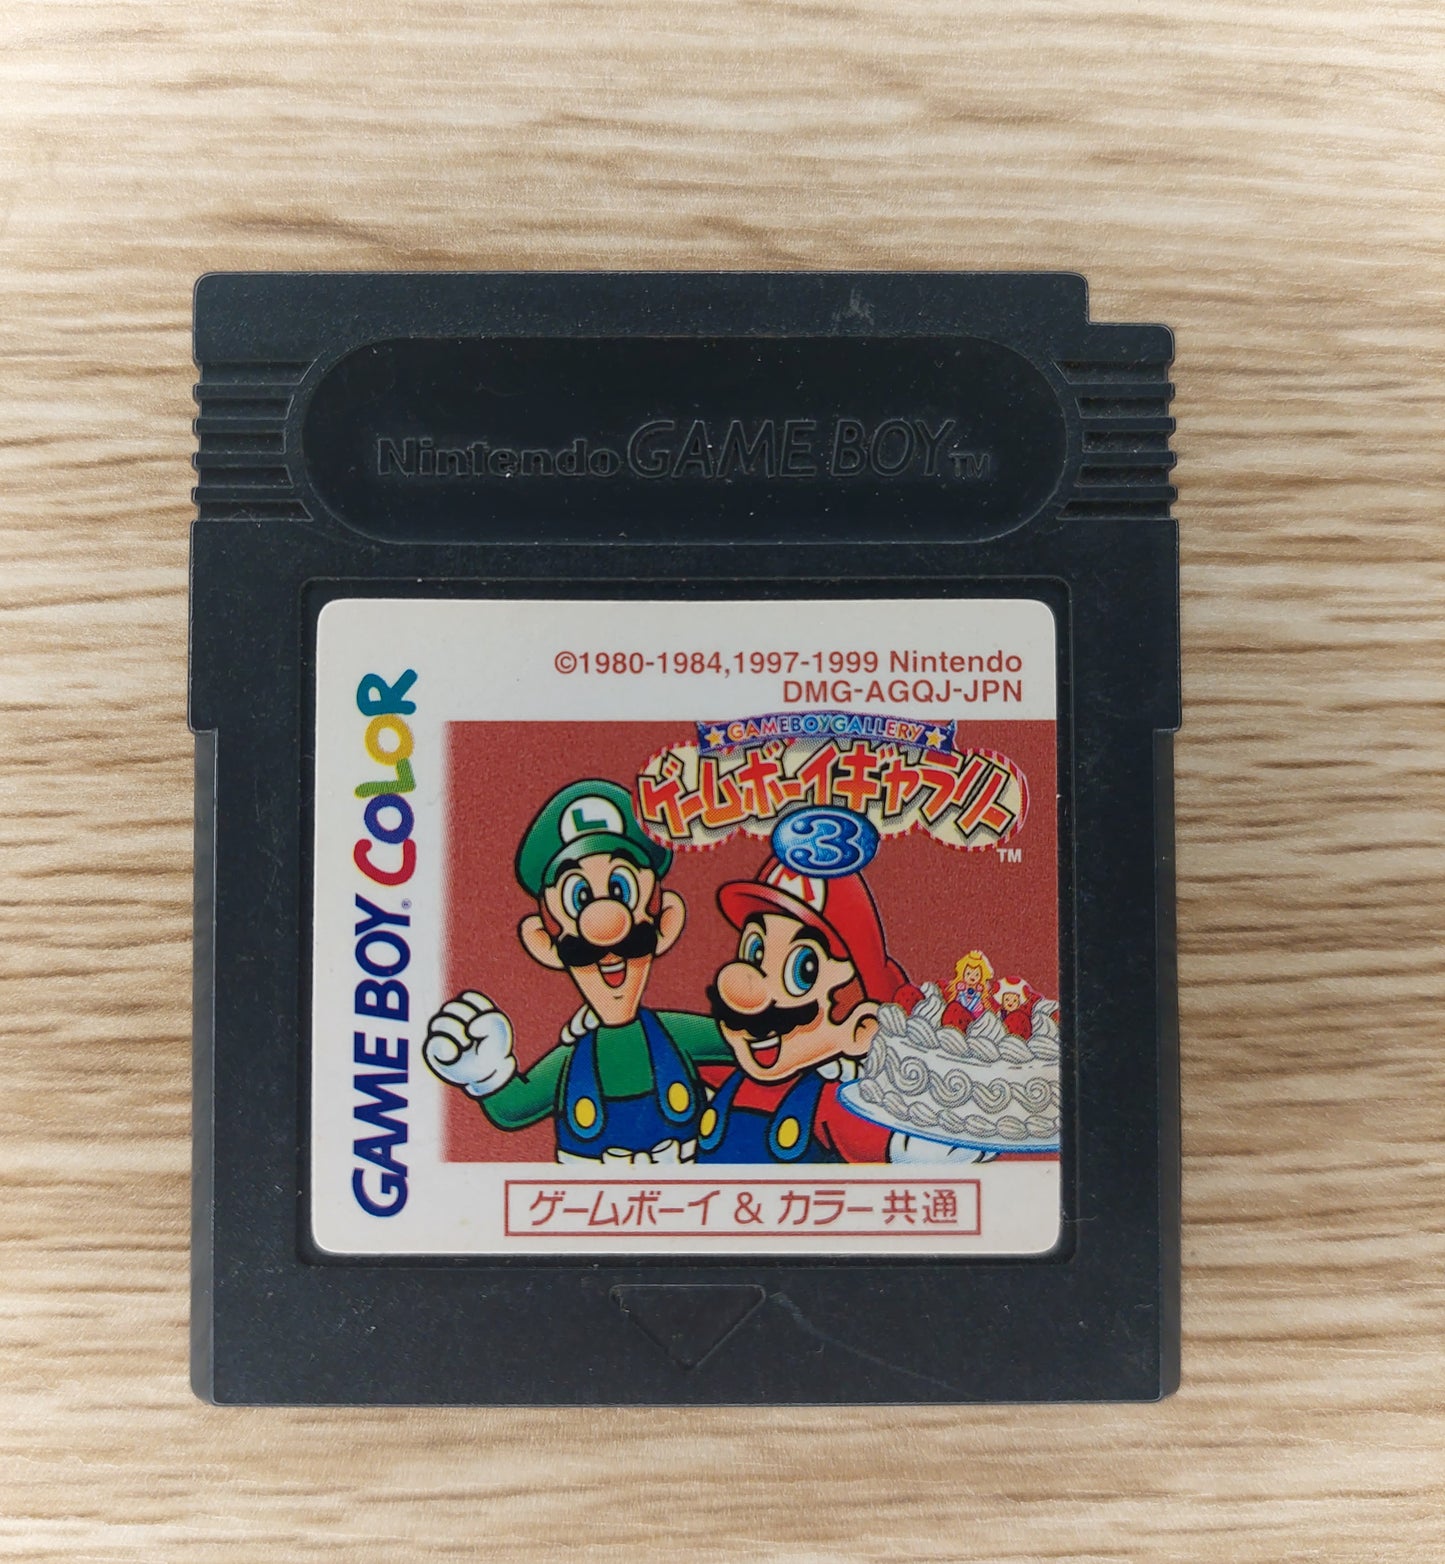 Nintendo GAME BOY TM
©1980-1984,1997-1999 Nintendo
DMG-AGQJ-JPN
GAMEBOYGALLERY
ゲームボーイギャラリー
3
TM
L
M
GAME BOY® COLOR
ゲームボーイ & カラー共通